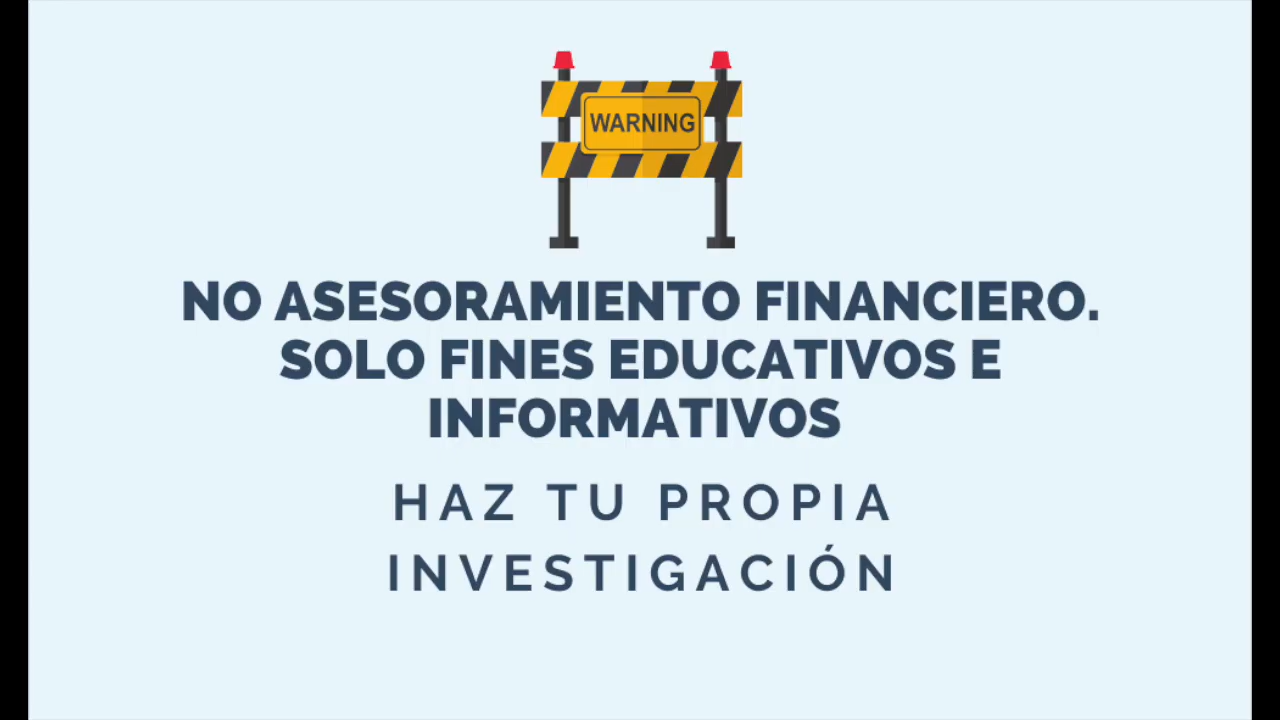 WARNING
NO ASESORAMIENTO FINANCIERO.
SOLO FINES EDUCATIVOS E
INFORMATIVOS
HAZ TU PROPIA
INVESTIGACIÓN